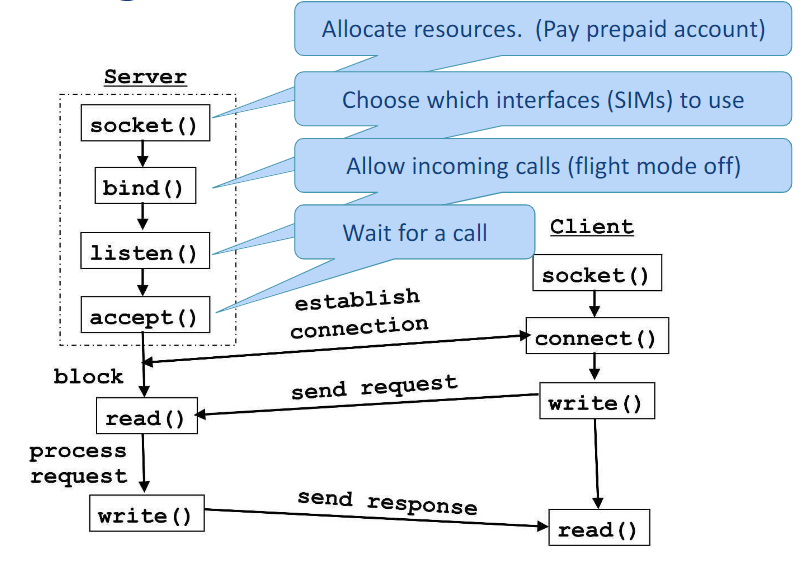 Allocate resources.  (Pay prepaid account)
Server
Choose which interfaces (SIMs) to use
socket()
Allow incoming calls (flight mode off)
bind()
Wait for a call
Client
listen()
socket()
accept()
establish
connection
connect()
block
send request
read()
write()
process
request
send response
write()
read()